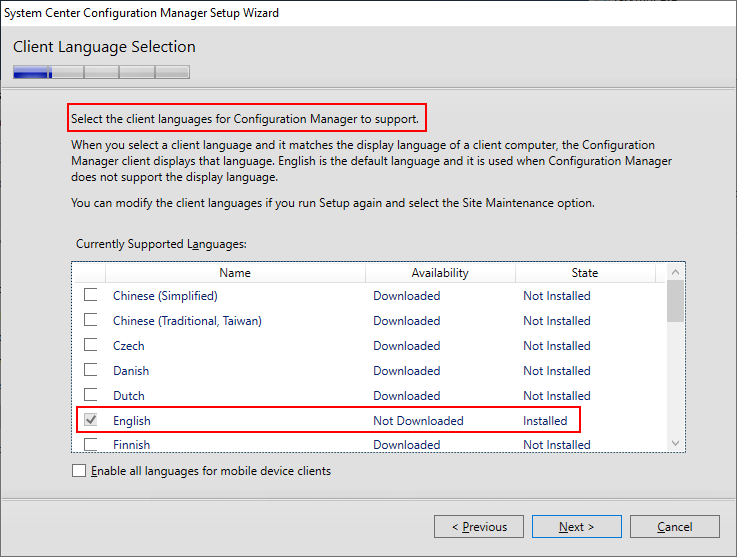 System Center Configuration Manager Setup Wizard
Client Language Selection
Select the client languages for Configuration Manager to support.
When you select a client language and it matches the display language of a client computer, the Configuration
Manager client displays that language. English is the default language and it is used when Configuration Manager
does not support the display language.
You can modify the client languages if you run Setup again and select the Site Maintenance option.
Currently Supported Languages:
Name Availability State
Chinese (Simplified) Downloaded Not Installed
Chinese (Traditional, Taiwan) Downloaded Not Installed
Czech Downloaded Not Installed
Danish Downloaded Not Installed
Dutch Downloaded Not Installed
English Not Downloaded Installed
Finnish Downloaded Not Installed
Enable all languages for mobile device clients
< Previous Next > Cancel